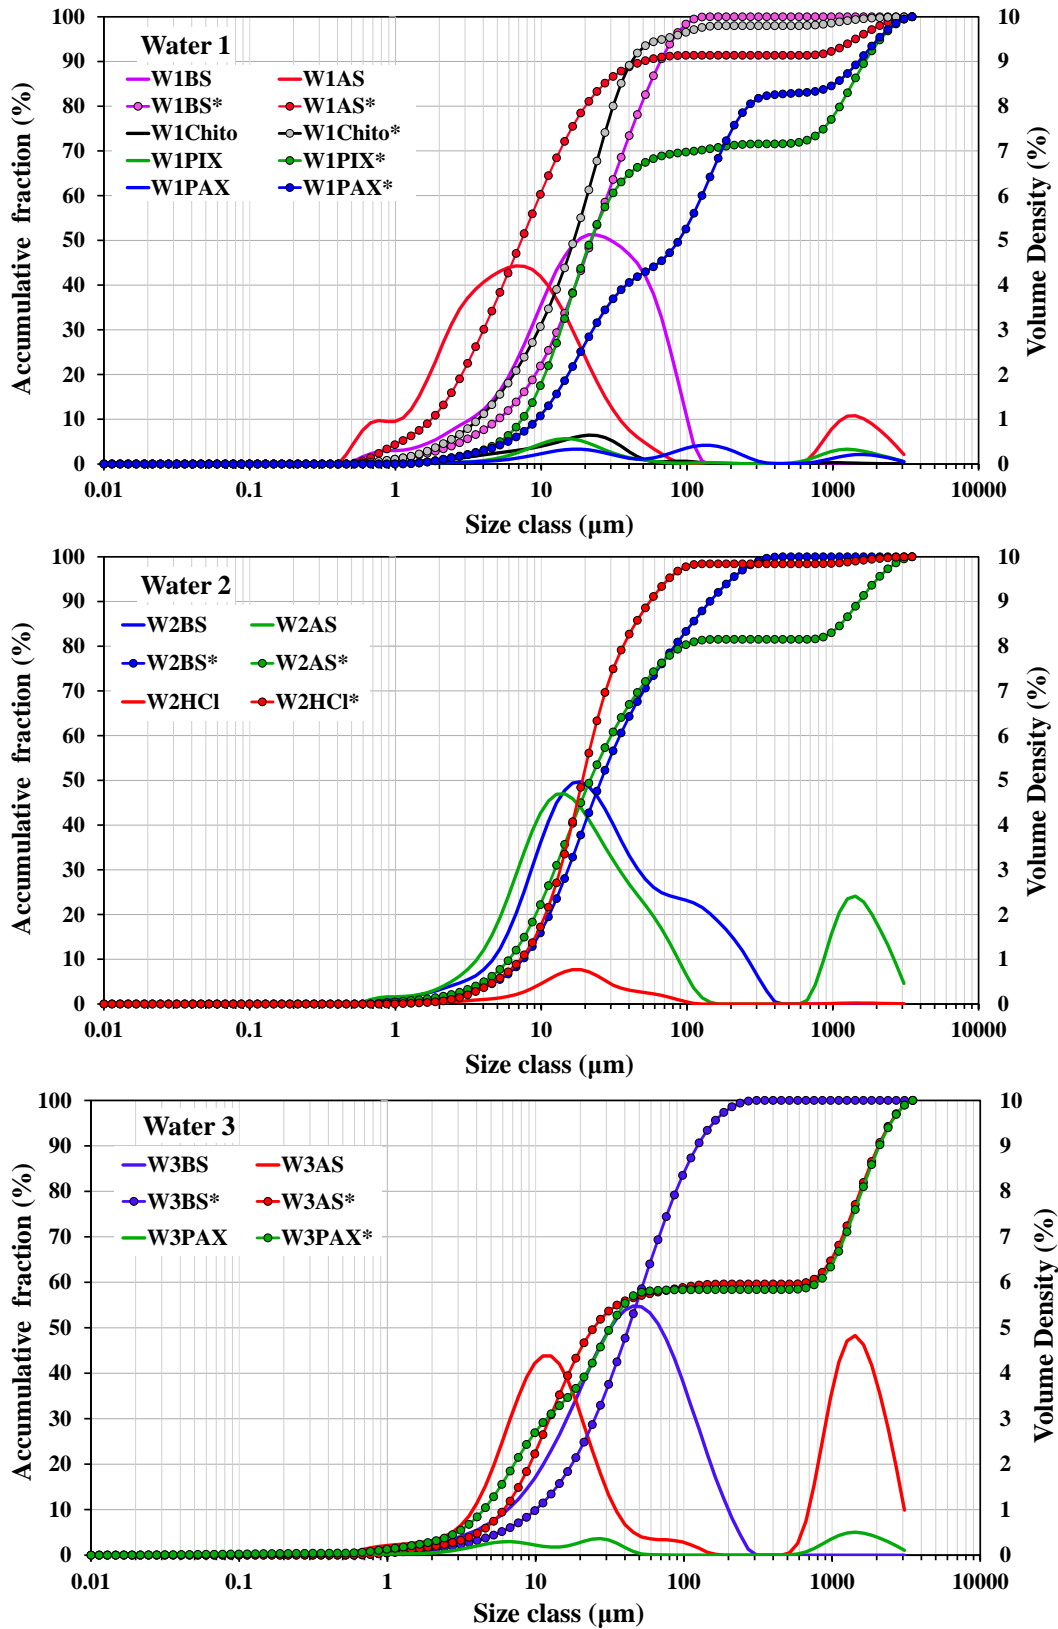 Water 1
W1BS W1AS
W1BS* W1AS*
W1Chito W1Chito*
W1PIX W1PIX*
W1PAX W1PAX*
Accumulative fraction (%)
100
90
80
70
60
50
40
30
20
10
0
Volume Density (%)
10
9
8
7
6
5
4
3
2
1
0
0.01 0.1 1 10 100 1000 10000
Size class (µm)
Water 2
W2BS W2AS
W2BS* W2AS*
W2HCl W2HCl*
Accumulative fraction (%)
100
90
80
70
60
50
40
30
20
10
0
Volume Density (%)
10
9
8
7
6
5
4
3
2
1
0
0.01 0.1 1 10 100 1000 10000
Size class (µm)
Water 3
W3BS W3AS
W3BS* W3AS*
W3PAX W3PAX*
Accumulative fraction (%)
100
90
80
70
60
50
40
30
20
10
0
Volume Density (%)
10
9
8
7
6
5
4
3
2
1
0
0.01 0.1 1 10 100 1000 10000
Size class (µm)